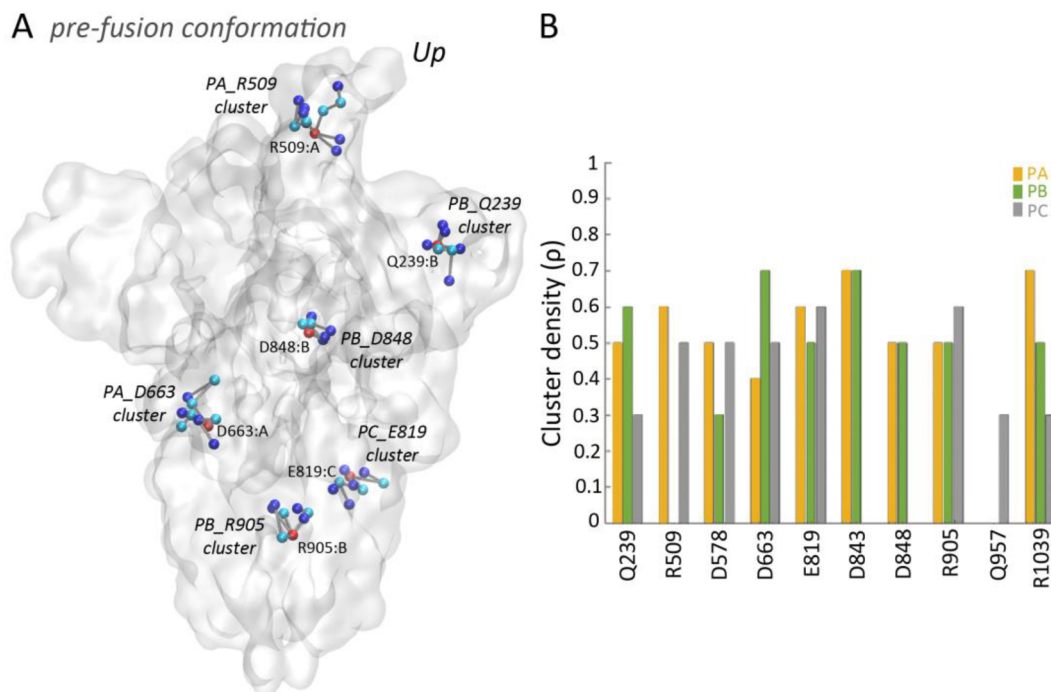 A pre-fusion conformation
Up
PA_R509
cluster
R509:A
PB_Q239
cluster
Q239:B
D848:B
PB_D848
cluster
PA_D663
cluster
D663:A
PC_E819
cluster
E819:C
PB_R905
cluster
R905:B
B
Cluster density (ρ)
1
0.9
0.8
0.7
0.6
0.5
0.4
0.3
0.2
0.1
0
PA
PB
PC
Q239
R509
D578
D663
E819
D843
D848
R905
Q957
R1039